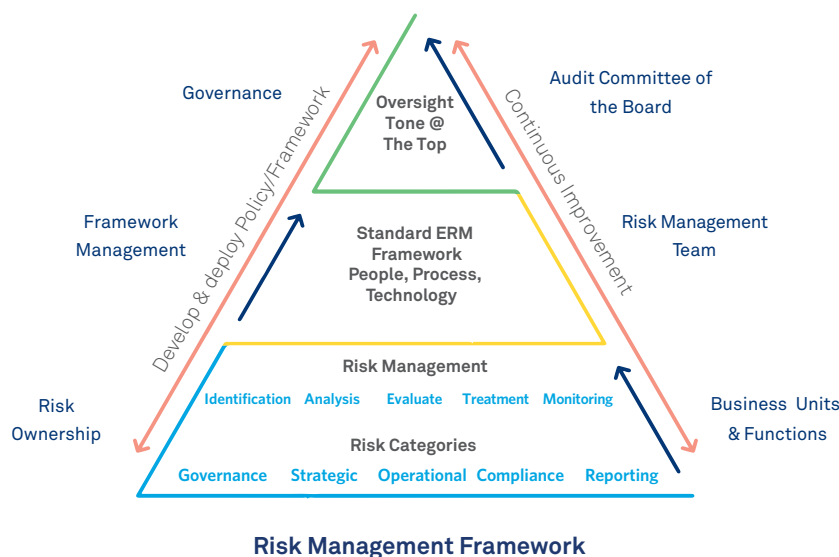 Governance
Oversight
Tone @
The Top
Audit Committee of
the Board
Develop & deploy Policy/Framework
Continuous Improvement
Framework
Management
Standard ERM
Framework
People, Process,
Technology
Risk Management
Team
Risk Management
Identification Analysis Evaluate Treatment Monitoring
Risk
Ownership
Business Units
& Functions
Risk Categories
Governance Strategic Operational Compliance Reporting
Risk Management Framework